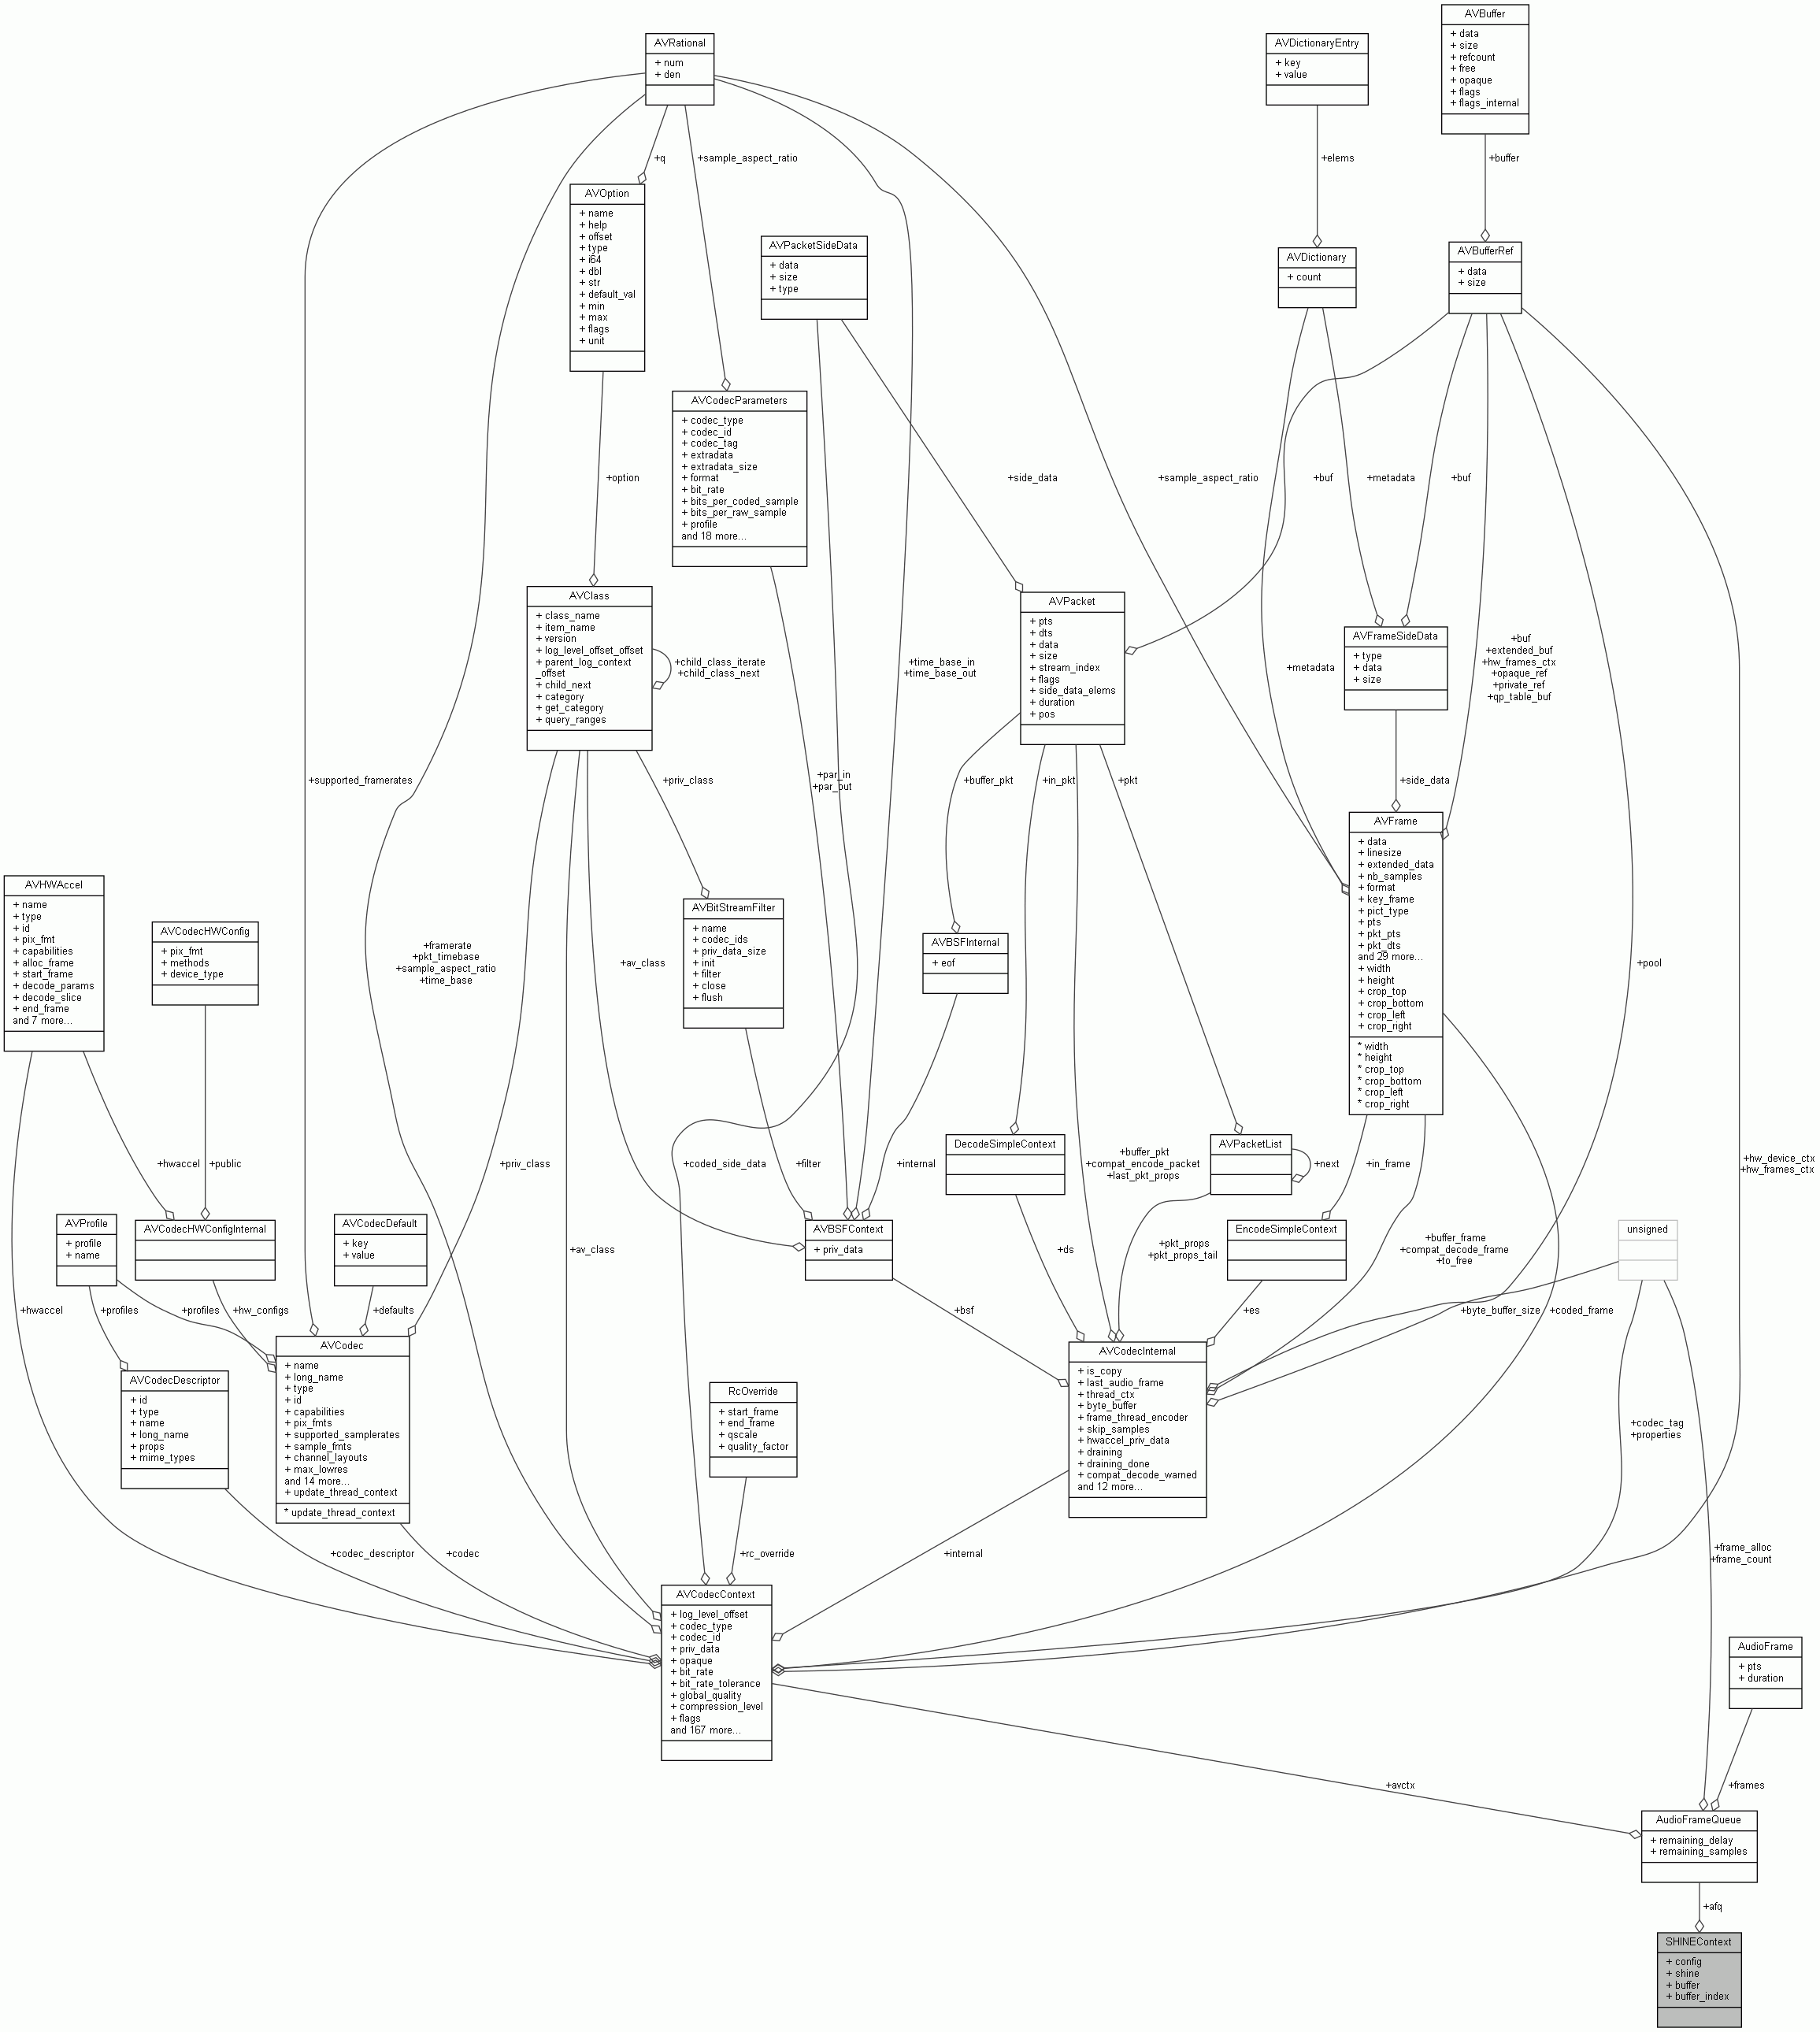 AVBuffer
+ data
+ size
+ refcount
+ free
+ opaque
+ flags
+ flags_internal
AVRational
+ num
+ den
AVDictionaryEntry
+ key
+ value
+q
+sample_aspect_ratio
+elems
+buffer
AVOption
+ name
+ help
+ offset
+ type
+ i64
+ dbl
+ str
+ default_val
+ min
+ max
+ flags
+ unit
AVPacketSideData
+ data
+ size
+ type
AVDictionary
+ count
AVBufferRef
+ data
+ size
AVCodecParameters
+ codec_type
+ codec_id
+ codec_tag
+ extradata
+ extradata_size
+ format
+ bit_rate
+ bits_per_coded_sample
+ bits_per_raw_sample
+ profile
and 18 more...
+option
+side_data
+sample_aspect_ratio
+buf
+metadata
+buf
AVClass
+ class_name
+ item_name
+ version
+ log_level_offset_offset
+ parent_log_context
_offset
+ child_next
+ category
+ get_category
+ query_ranges
+child_class_iterate
+child_class_next
+time_base_in
+time_base_out
AVPacket
+ pts
+ dts
+ data
+ size
+ stream_index
+ flags
+ side_data_elems
+ duration
+ pos
+metadata
AVFrameSideData
+ type
+ data
+ size
+buf
+extended_buf
+hw_frames_ctx
+opaque_ref
+private_ref
+qp_table_buf
+supported_framerates
+priv_class
+par_in
+par_out
+buffer_pkt
+in_pkt
+pkt
+side_data
AVFrame
+ data
+ linesize
+ extended_data
+ nb_samples
+ format
+ key_frame
+ pict_type
+ pts
+ pkt_pts
+ pkt_dts
and 29 more...
+ width
+ height
+ crop_top
+ crop_bottom
+ crop_left
+ crop_right
* width
* height
* crop_top
* crop_bottom
* crop_left
* crop_right
AVHWAccel
+ name
+ type
+ id
+ pix_fmt
+ capabilities
+ alloc_frame
+ start_frame
+ decode_params
+ decode_slice
+ end_frame
and 7 more...
AVCodecHWConfig
+ pix_fmt
+ methods
+ device_type
+framerate
+pkt_timebase
+sample_aspect_ratio
+time_base
+av_class
AVBitStreamFilter
+ name
+ codec_ids
+ priv_data_size
+ init
+ filter
+ close
+ flush
AVBSFInternal
+ eof
+pool
+hwaccel
+public
+priv_class
+coded_side_data
+filter
+internal
DecodeSimpleContext
+buffer_pkt
+compat_encode_packet
+last_pkt_props
AVPacketList
+next
+in_frame
+hw_device_ctx
+hw_frames_ctx
AVProfile
+ profile
+ name
AVCodecHWConfigInternal
AVCodecDefault
+ key
+ value
+av_class
AVBSFContext
+ priv_data
+ds
+pkt_props
+pkt_props_tail
EncodeSimpleContext
+buffer_frame
+compat_decode_frame
+to_free
unsigned
+hwaccel
+profiles
+profiles
+hw_configs
+defaults
+bsf
+es
+byte_buffer_size
+coded_frame
AVCodecDescriptor
+ id
+ type
+ name
+ long_name
+ props
+ mime_types
AVCodec
+ name
+ long_name
+ type
+ id
+ capabilities
+ pix_fmts
+ supported_samplerates
+ sample_fmts
+ channel_layouts
+ max_lowres
and 14 more...
+ update_thread_context
* update_thread_context
RcOverride
+ start_frame
+ end_frame
+ qscale
+ quality_factor
AVCodecInternal
+ is_copy
+ last_audio_frame
+ thread_ctx
+ byte_buffer
+ frame_thread_encoder
+ skip_samples
+ hwaccel_priv_data
+ draining
+ draining_done
+ compat_decode_warned
and 12 more...
+codec_tag
+properties
+codec_descriptor
+codec
+rc_override
+internal
+frame_alloc
+frame_count
AVCodecContext
+ log_level_offset
+ codec_type
+ codec_id
+ priv_data
+ opaque
+ bit_rate
+ bit_rate_tolerance
+ global_quality
+ compression_level
+ flags
and 167 more...
AudioFrame
+ pts
+ duration
+avctx
+frames
AudioFrameQueue
+ remaining_delay
+ remaining_samples
+afq
SHINEContext
+ config
+ shine
+ buffer
+ buffer_index